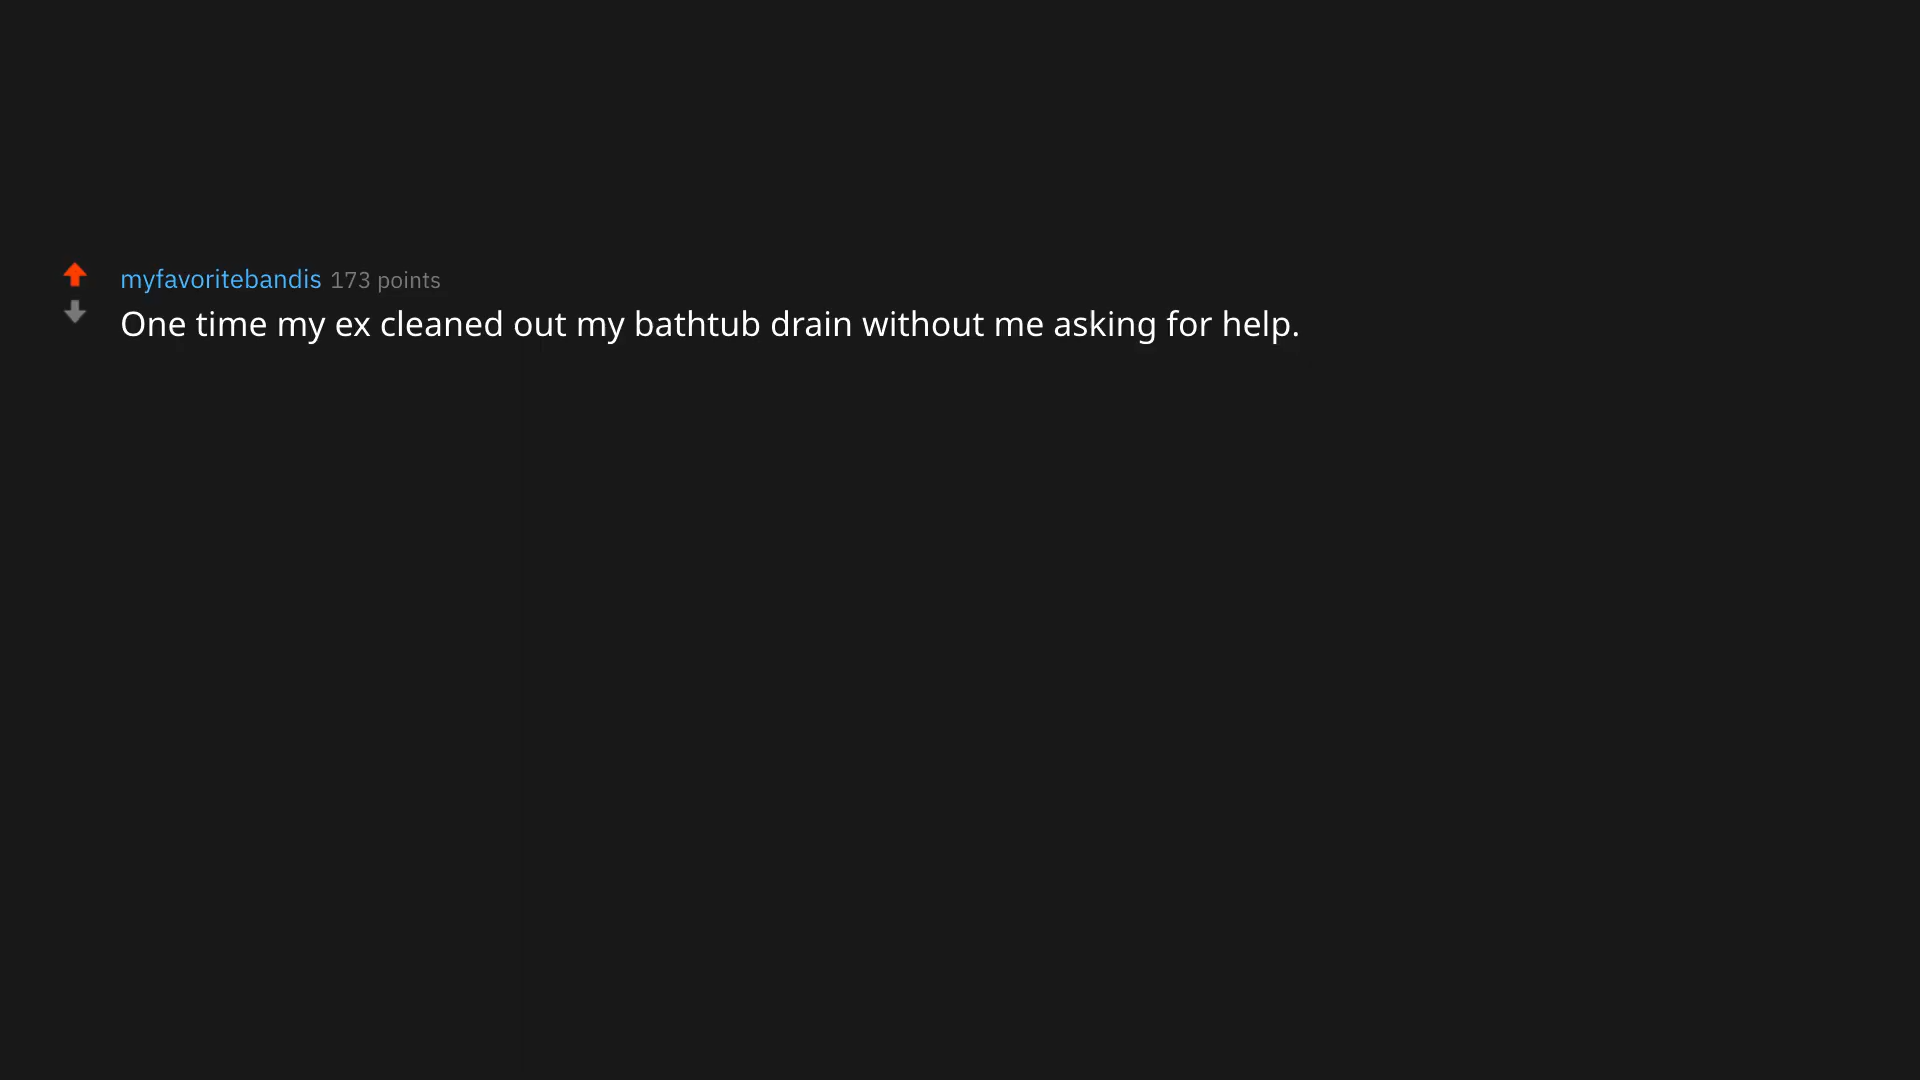 myfavoritebandis 173 points
One time my ex cleaned out my bathtub drain without me asking for help.